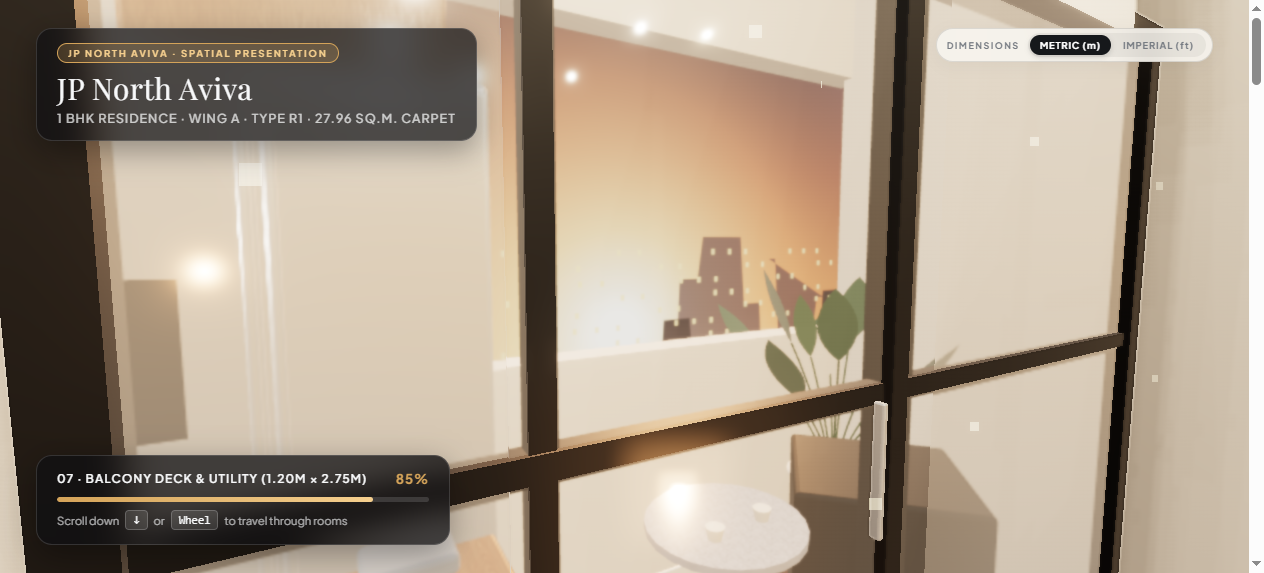 JP NORTH AVIVA · SPATIAL PRESENTATION
JP North Aviva
1 BHK RESIDENCE · WING A · TYPE R1 · 27.96 SQ.M. CARPET
DIMENSIONS METRIC (m) IMPERIAL (ft)
07 · BALCONY DECK & UTILITY (1.20M × 2.75M) 85%
Scroll down ↓ or Wheel to travel through rooms